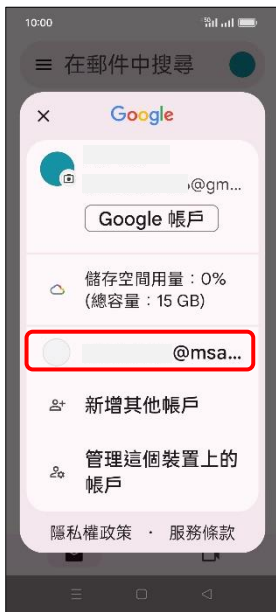 10:00
在郵件中搜尋
Google
@gm...
Google 帳戶
儲存空間用量：0%
(總容量：15 GB)
@msa...
新增其他帳戶
管理這個裝置上的
帳戶
隱私權政策 · 服務條款